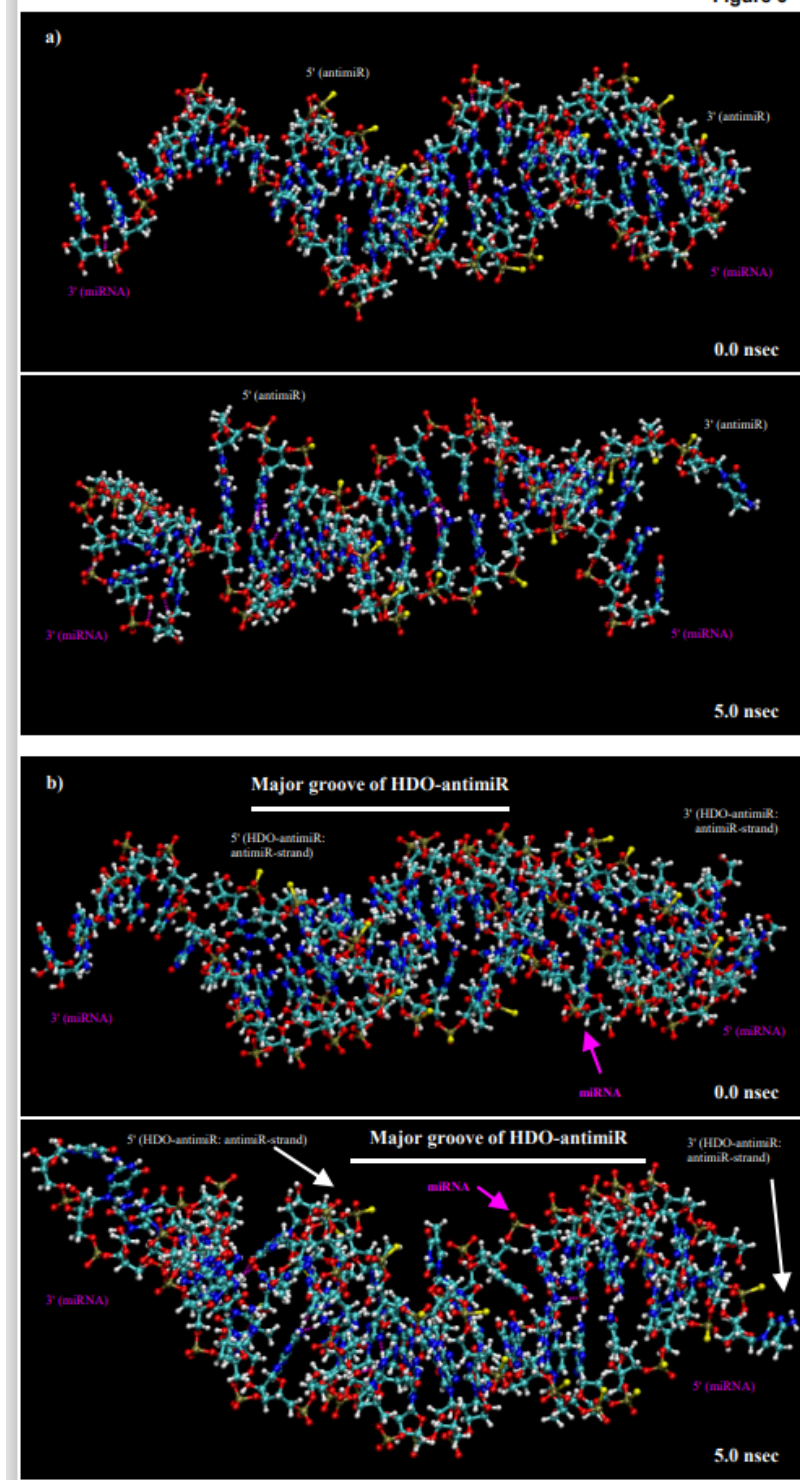 a)
5' (antimiR)
3' (antimiR)
3' (miRNA)
5' (miRNA)
0.0 nsec
5' (antimiR)
3' (antimiR)
3' (miRNA)
5' (miRNA)
5.0 nsec
b)
Major groove of HDO-antimiR
5' (HDO-antimiR:
antimiR-strand)
3' (HDO-antimiR:
antimiR-strand)
3' (miRNA)
5' (miRNA)
miRNA
0.0 nsec
5' (HDO-antimiR: antimiR-strand)
Major groove of HDO-antimiR
3' (HDO-antimiR:
antimiR-strand)
miRNA
3' (miRNA)
5' (miRNA)
5.0 nsec